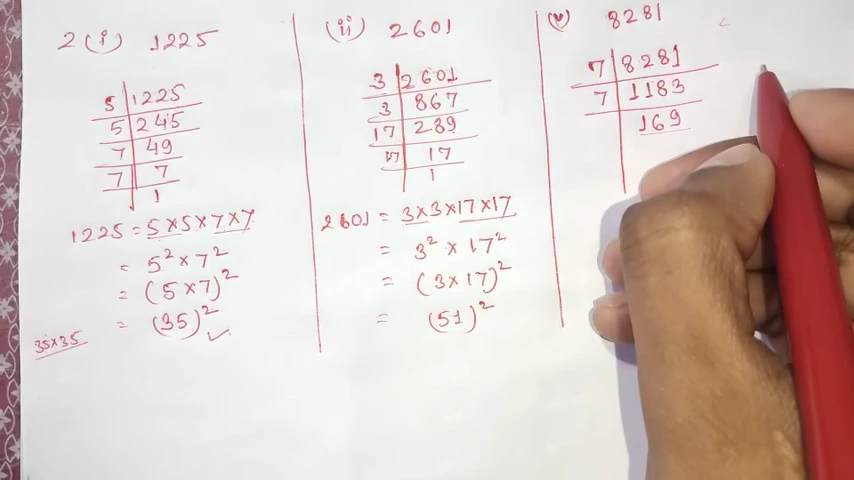 2 (i) 1225
5 | 1225
5 | 245
7 | 49
7 | 7
1
1225 = 5 × 5 × 7 × 7
= 5² × 7²
= (5 × 7)²
= (35)²
35×35
(ii) 2601
3 | 2601
3 | 867
17 | 289
17 | 17
1
2601 = 3 × 3 × 17 × 17
= 3² × 17²
= (3 × 17)²
= (51)²
(v) 8281
7 | 8281
7 | 1183
169